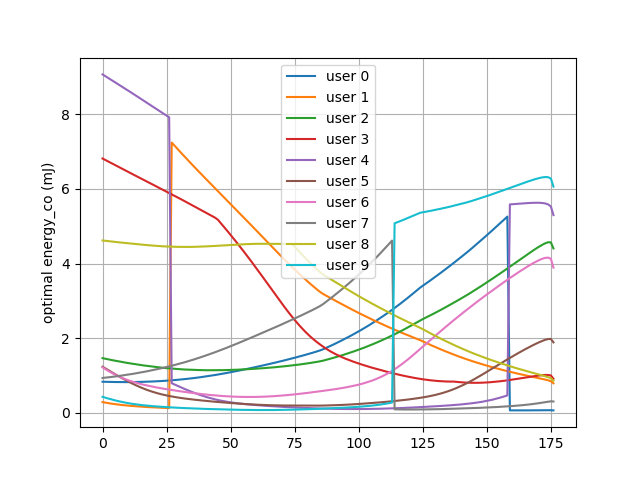 optimal energy_co (mJ)
8
6
4
2
0
0 25 50 75 100 125 150 175
user 0
user 1
user 2
user 3
user 4
user 5
user 6
user 7
user 8
user 9